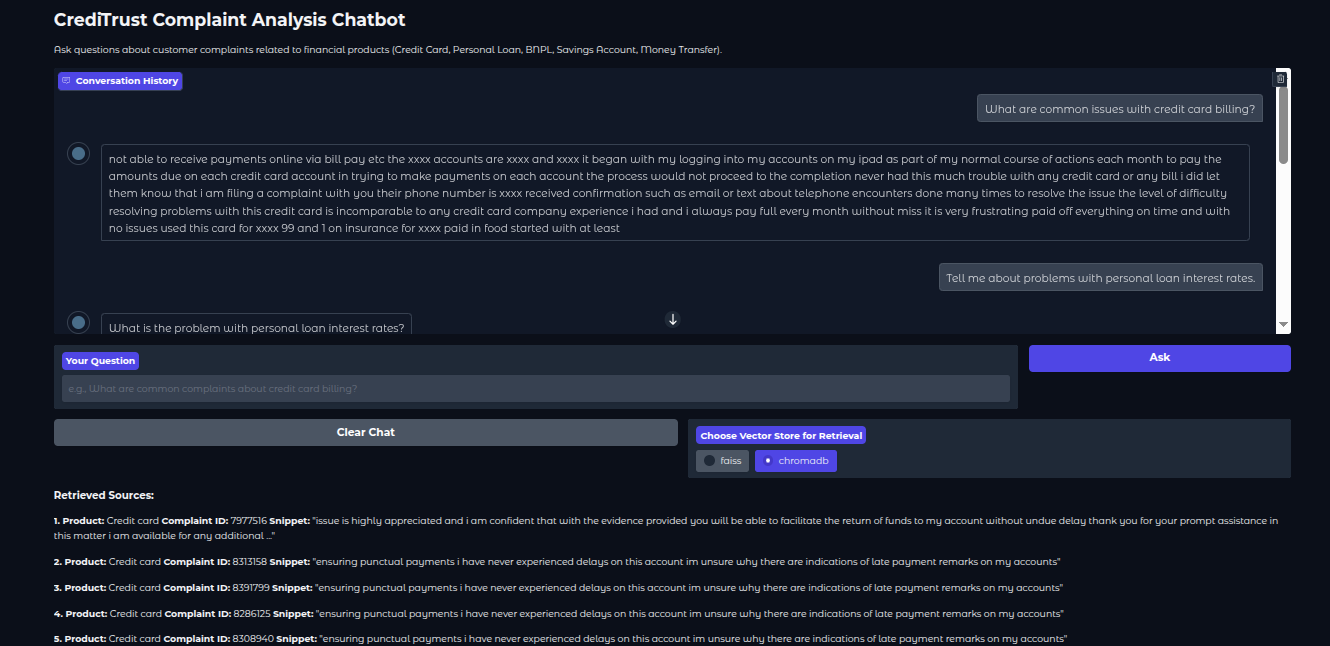 CrediTrust Complaint Analysis Chatbot
Ask questions about customer complaints related to financial products (Credit Card, Personal Loan, BNPL, Savings Account, Money Transfer).
Conversation History
What are common issues with credit card billing?
not able to receive payments online via bill pay etc the xxxx accounts are xxxx and xxxx it began with my logging into my accounts on my ipad as part of my normal course of actions each month to pay the
amounts due on each credit card account in trying to make payments on each account the process would not proceed to the completion never had this much trouble with any credit card or any bill i did let
them know that i am filing a complaint with you their phone number is xxxx received confirmation such as email or text about telephone encounters done many times to resolve the issue the level of difficulty
resolving problems with this credit card is incomparable to any credit card company experience i had and i always pay full every month without miss it is very frustrating paid off everything on time and with
no issues used this card for xxxx 99 and 1 on insurance for xxxx paid in food started with at least
Tell me about problems with personal loan interest rates.
What is the problem with personal loan interest rates?
Your Question
e.g., What are common complaints about credit card billing?
Ask
Clear Chat
Choose Vector Store for Retrieval
faiss
chromadb
Retrieved Sources:
1. Product: Credit card Complaint ID: 7977516 Snippet: "issue is highly appreciated and i am confident that with the evidence provided you will be able to facilitate the return of funds to my account without undue delay thank you for your prompt assistance in
this matter i am available for any additional ..."
2. Product: Credit card Complaint ID: 8313158 Snippet: "ensuring punctual payments i have never experienced delays on this account im unsure why there are indications of late payment remarks on my accounts"
3. Product: Credit card Complaint ID: 8391799 Snippet: "ensuring punctual payments i have never experienced delays on this account im unsure why there are indications of late payment remarks on my accounts"
4. Product: Credit card Complaint ID: 8286125 Snippet: "ensuring punctual payments i have never experienced delays on this account im unsure why there are indications of late payment remarks on my accounts"
5. Product: Credit card Complaint ID: 8308940 Snippet: "ensuring punctual payments i have never experienced delays on this account im unsure why there are indications of late payment remarks on my accounts"